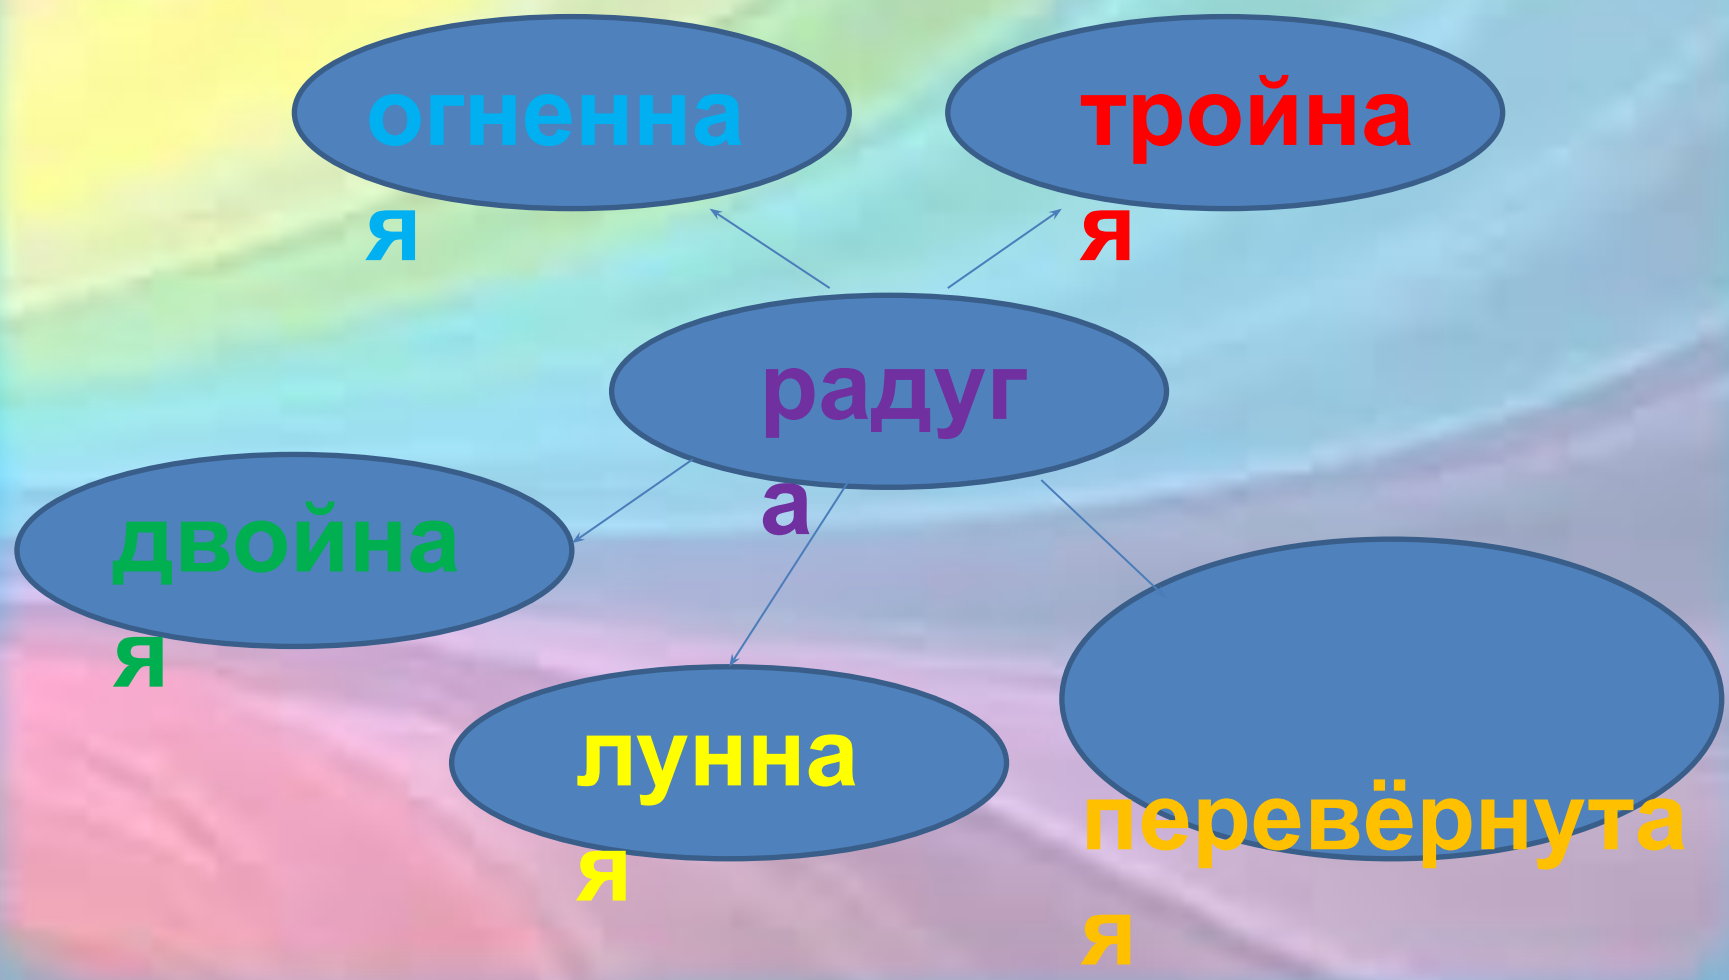 огненна
я
тройна
я
радуг
а
двойна
я
лунна
я
перевёрнута
я